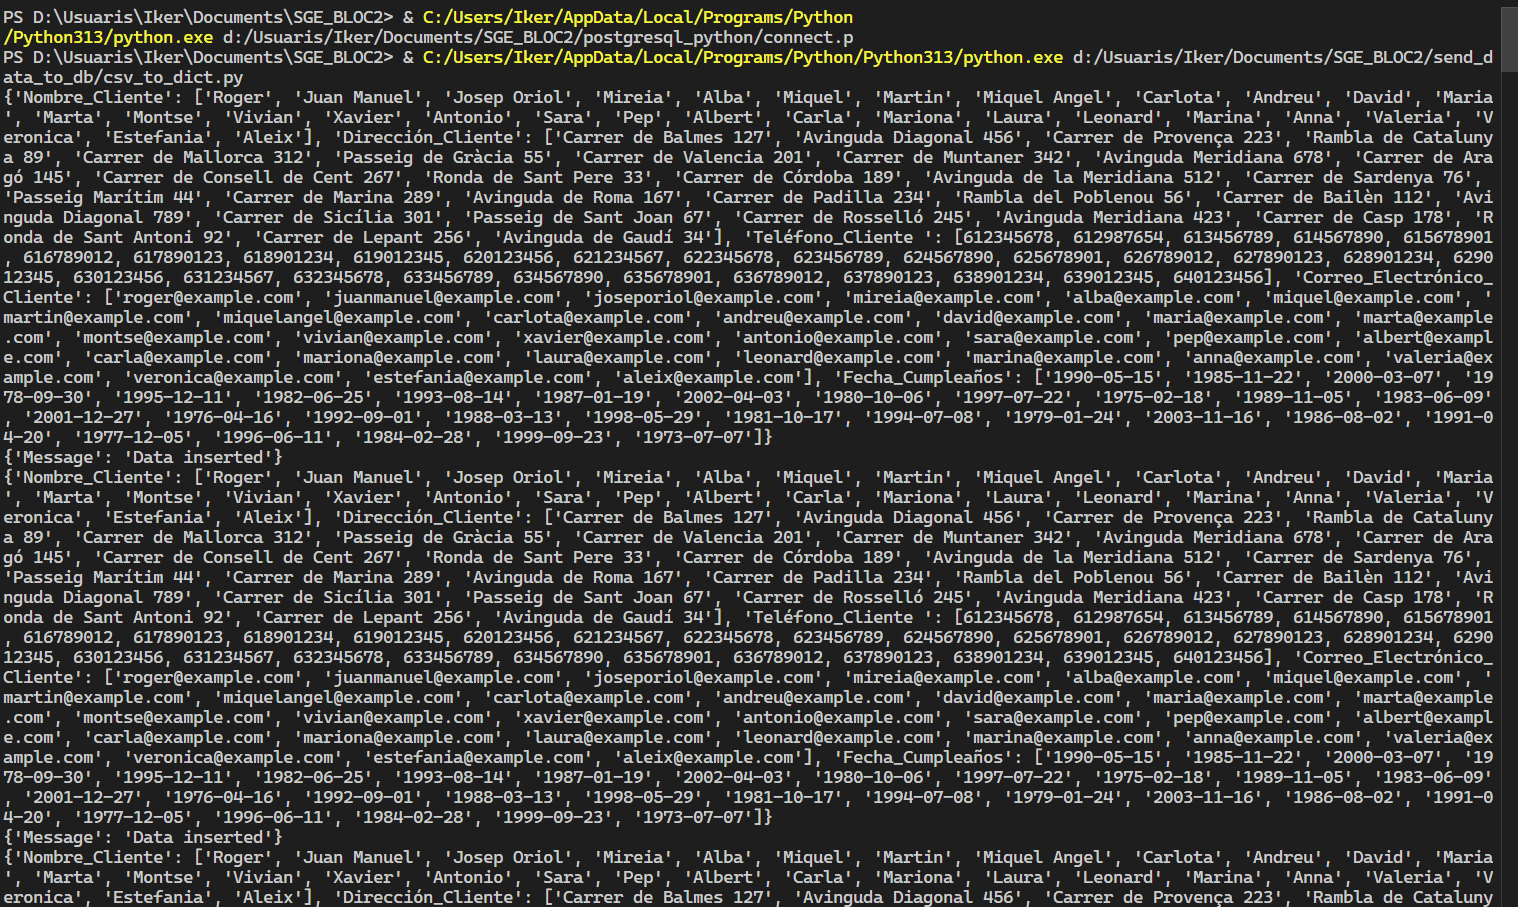 PS D:\Usuaris\Iker\Documents\SGE_BLOC2> & C:/Users/Iker/AppData/Local/Programs/Python
/Python313/python.exe d:/Usuaris/Iker/Documents/SGE_BLOC2/postgresql_python/connect.p
PS D:\Usuaris\Iker\Documents\SGE_BLOC2> & C:/Users/Iker/AppData/Local/Programs/Python/Python313/python.exe d:/Usuaris/Iker/Documents/SGE_BLOC2/send_d
ata_to_db/csv_to_dict.py
{'Nombre_Cliente': ['Roger', 'Juan Manuel', 'Josep Oriol', 'Mireia', 'Alba', 'Miquel', 'Martin', 'Miquel Angel', 'Carlota', 'Andreu', 'David', 'Maria
', 'Marta', 'Montse', 'Vivian', 'Xavier', 'Antonio', 'Sara', 'Pep', 'Albert', 'Carla', 'Mariona', 'Laura', 'Leonard', 'Marina', 'Anna', 'Valeria', 'V
eronica', 'Estefania', 'Aleix'], 'Dirección_Cliente': ['Carrer de Balmes 127', 'Avinguda Diagonal 456', 'Carrer de Provença 223', 'Rambla de Cataluny
a 89', 'Carrer de Mallorca 312', 'Passeig de Gràcia 55', 'Carrer de Valencia 201', 'Carrer de Muntaner 342', 'Avinguda Meridiana 678', 'Carrer de Ara
gó 145', 'Carrer de Consell de Cent 267', 'Ronda de Sant Pere 33', 'Carrer de Córdoba 189', 'Avinguda de la Meridiana 512', 'Carrer de Sardenya 76',
'Passeig Marítim 44', 'Carrer de Marina 289', 'Avinguda de Roma 167', 'Carrer de Padilla 234', 'Rambla del Poblenou 56', 'Carrer de Bailèn 112', 'Avi
nguda Diagonal 789', 'Carrer de Sicília 301', 'Passeig de Sant Joan 67', 'Carrer de Rosselló 245', 'Avinguda Meridiana 423', 'Carrer de Casp 178', 'R
onda de Sant Antoni 92', 'Carrer de Lepant 256', 'Avinguda de Gaudí 34'], 'Teléfono_Cliente ': [612345678, 612987654, 613456789, 614567890, 615678901
, 616789012, 617890123, 618901234, 619012345, 620123456, 621234567, 622345678, 623456789, 624567890, 625678901, 626789012, 627890123, 628901234, 6290
12345, 630123456, 631234567, 632345678, 633456789, 634567890, 635678901, 636789012, 637890123, 638901234, 639012345, 640123456], 'Correo_Electrónico_
Cliente': ['roger@example.com', 'juanmanuel@example.com', 'joseporiol@example.com', 'mireia@example.com', 'alba@example.com', 'miquel@example.com', '
martin@example.com', 'miquelangel@example.com', 'carlota@example.com', 'andreu@example.com', 'david@example.com', 'maria@example.com', 'marta@example
.com', 'montse@example.com', 'vivian@example.com', 'xavier@example.com', 'antonio@example.com', 'sara@example.com', 'pep@example.com', 'albert@exampl
e.com', 'carla@example.com', 'mariona@example.com', 'laura@example.com', 'leonard@example.com', 'marina@example.com', 'anna@example.com', 'valeria@ex
ample.com', 'veronica@example.com', 'estefania@example.com', 'aleix@example.com'], 'Fecha_Cumpleaños': ['1990-05-15', '1985-11-22', '2000-03-07', '19
78-09-30', '1995-12-11', '1982-06-25', '1993-08-14', '1987-01-19', '2002-04-03', '1980-10-06', '1997-07-22', '1975-02-18', '1989-11-05', '1983-06-09'
, '2001-12-27', '1976-04-16', '1992-09-01', '1988-03-13', '1998-05-29', '1981-10-17', '1994-07-08', '1979-01-24', '2003-11-16', '1986-08-02', '1991-0
4-20', '1977-12-05', '1996-06-11', '1984-02-28', '1999-09-23', '1973-07-07']}
{'Message': 'Data inserted'}
{'Nombre_Cliente': ['Roger', 'Juan Manuel', 'Josep Oriol', 'Mireia', 'Alba', 'Miquel', 'Martin', 'Miquel Angel', 'Carlota', 'Andreu', 'David', 'Maria
', 'Marta', 'Montse', 'Vivian', 'Xavier', 'Antonio', 'Sara', 'Pep', 'Albert', 'Carla', 'Mariona', 'Laura', 'Leonard', 'Marina', 'Anna', 'Valeria', 'V
eronica', 'Estefania', 'Aleix'], 'Dirección_Cliente': ['Carrer de Balmes 127', 'Avinguda Diagonal 456', 'Carrer de Provença 223', 'Rambla de Cataluny
a 89', 'Carrer de Mallorca 312', 'Passeig de Gràcia 55', 'Carrer de Valencia 201', 'Carrer de Muntaner 342', 'Avinguda Meridiana 678', 'Carrer de Ara
gó 145', 'Carrer de Consell de Cent 267', 'Ronda de Sant Pere 33', 'Carrer de Córdoba 189', 'Avinguda de la Meridiana 512', 'Carrer de Sardenya 76',
'Passeig Marítim 44', 'Carrer de Marina 289', 'Avinguda de Roma 167', 'Carrer de Padilla 234', 'Rambla del Poblenou 56', 'Carrer de Bailèn 112', 'Avi
nguda Diagonal 789', 'Carrer de Sicília 301', 'Passeig de Sant Joan 67', 'Carrer de Rosselló 245', 'Avinguda Meridiana 423', 'Carrer de Casp 178', 'R
onda de Sant Antoni 92', 'Carrer de Lepant 256', 'Avinguda de Gaudí 34'], 'Teléfono_Cliente ': [612345678, 612987654, 613456789, 614567890, 615678901
, 616789012, 617890123, 618901234, 619012345, 620123456, 621234567, 622345678, 623456789, 624567890, 625678901, 626789012, 627890123, 628901234, 6290
12345, 630123456, 631234567, 632345678, 633456789, 634567890, 635678901, 636789012, 637890123, 638901234, 639012345, 640123456], 'Correo_Electrónico_
Cliente': ['roger@example.com', 'juanmanuel@example.com', 'joseporiol@example.com', 'mireia@example.com', 'alba@example.com', 'miquel@example.com', '
martin@example.com', 'miquelangel@example.com', 'carlota@example.com', 'andreu@example.com', 'david@example.com', 'maria@example.com', 'marta@example
.com', 'montse@example.com', 'vivian@example.com', 'xavier@example.com', 'antonio@example.com', 'sara@example.com', 'pep@example.com', 'albert@exampl
e.com', 'carla@example.com', 'mariona@example.com', 'laura@example.com', 'leonard@example.com', 'marina@example.com', 'anna@example.com', 'valeria@ex
ample.com', 'veronica@example.com', 'estefania@example.com', 'aleix@example.com'], 'Fecha_Cumpleaños': ['1990-05-15', '1985-11-22', '2000-03-07', '19
78-09-30', '1995-12-11', '1982-06-25', '1993-08-14', '1987-01-19', '2002-04-03', '1980-10-06', '1997-07-22', '1975-02-18', '1989-11-05', '1983-06-09'
, '2001-12-27', '1976-04-16', '1992-09-01', '1988-03-13', '1998-05-29', '1981-10-17', '1994-07-08', '1979-01-24', '2003-11-16', '1986-08-02', '1991-0
4-20', '1977-12-05', '1996-06-11', '1984-02-28', '1999-09-23', '1973-07-07']}
{'Message': 'Data inserted'}
{'Nombre_Cliente': ['Roger', 'Juan Manuel', 'Josep Oriol', 'Mireia', 'Alba', 'Miquel', 'Martin', 'Miquel Angel', 'Carlota', 'Andreu', 'David', 'Maria
', 'Marta', 'Montse', 'Vivian', 'Xavier', 'Antonio', 'Sara', 'Pep', 'Albert', 'Carla', 'Mariona', 'Laura', 'Leonard', 'Marina', 'Anna', 'Valeria', 'V
eronica', 'Estefania', 'Aleix'], 'Dirección_Cliente': ['Carrer de Balmes 127', 'Avinguda Diagonal 456', 'Carrer de Provença 223', 'Rambla de Cataluny